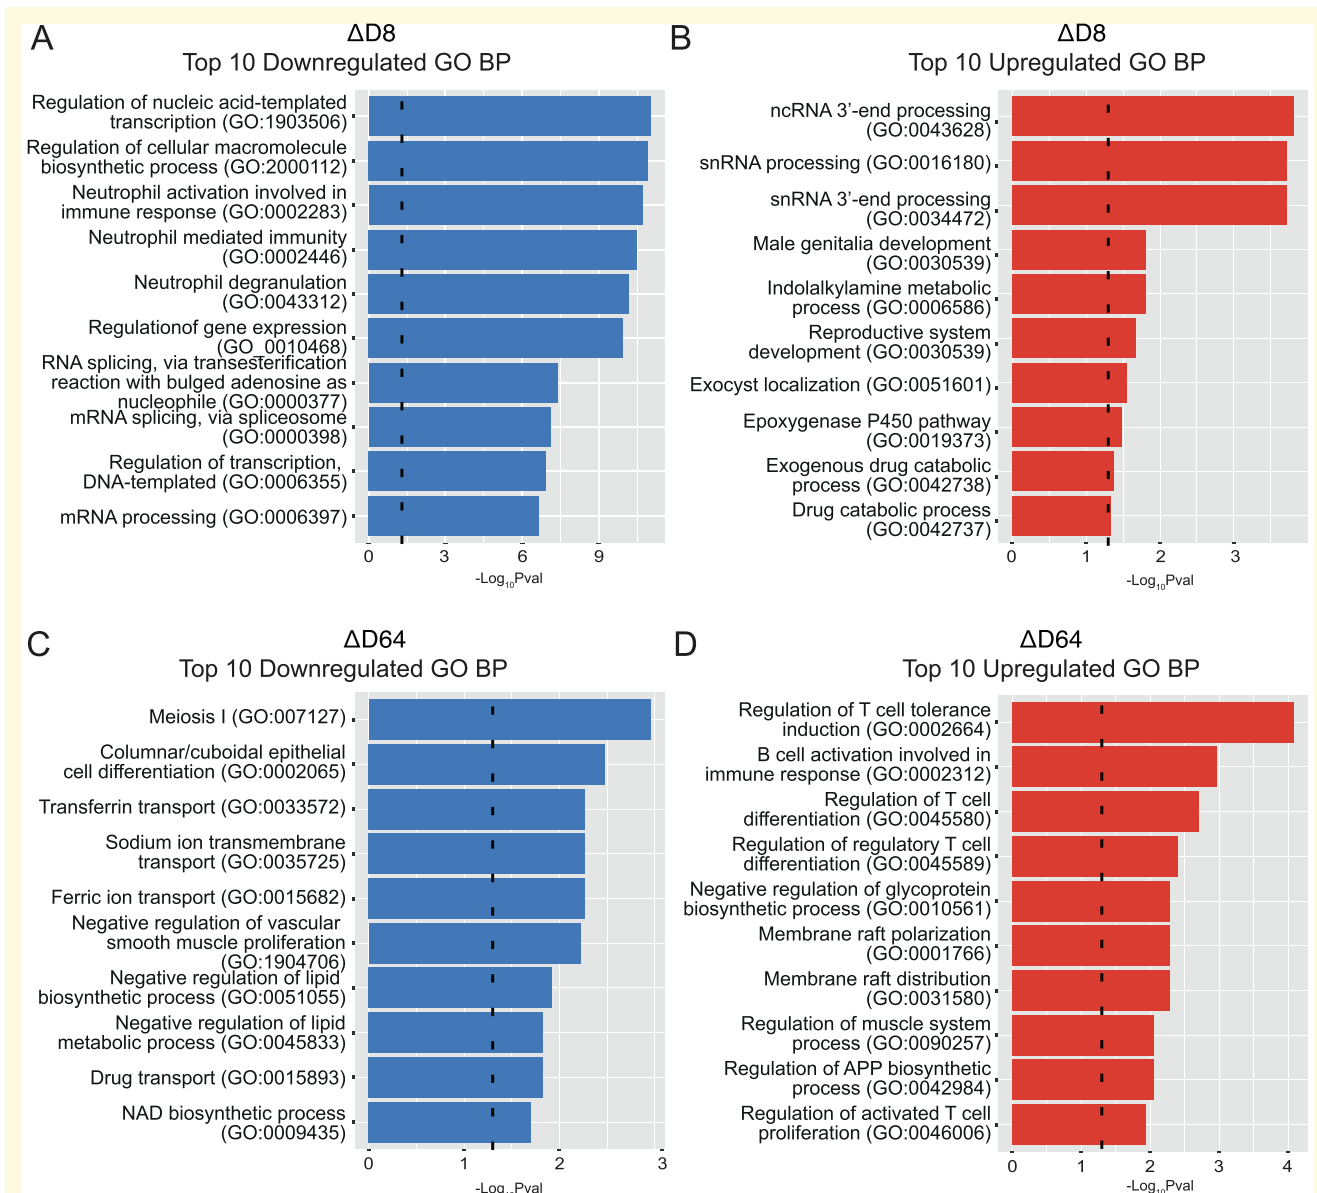 A
ΔD8
Top 10 Downregulated GO BP
Regulation of nucleic acid-templated
transcription (GO:1903506)
Regulation of cellular macromolecule
biosynthetic process (GO:2000112)
Neutrophil activation involved in
immune response (GO:0002283)
Neutrophil mediated immunity
(GO:0002446)
Neutrophil degranulation
(GO:0043312)
Regulationof gene expression
(GO_0010468)
RNA splicing, via transesterification
reaction with bulged adenosine as
nucleophile (GO:0000377)
mRNA splicing, via spliceosome
(GO:0000398)
Regulation of transcription,
DNA-templated (GO:0006355)
mRNA processing (GO:0006397)
0 3 6 9
-Log10Pval
B
ΔD8
Top 10 Upregulated GO BP
ncRNA 3’-end processing
(GO:0043628)
snRNA processing (GO:0016180)
snRNA 3’-end processing
(GO:0034472)
Male genitalia development
(GO:0030539)
Indolalkylamine metabolic
process (GO:0006586)
Reproductive system
development (GO:0030539)
Exocyst localization (GO:0051601)
Epoxygenase P450 pathway
(GO:0019373)
Exogenous drug catabolic
process (GO:0042738)
Drug catabolic process
(GO:0042737)
0 1 2 3
-Log10Pval
C
ΔD64
Top 10 Downregulated GO BP
Meiosis I (GO:007127)
Columnar/cuboidal epithelial
cell differentiation (GO:0002065)
Transferrin transport (GO:0033572)
Sodium ion transmembrane
transport (GO:0035725)
Ferric ion transport (GO:0015682)
Negative regulation of vascular
smooth muscle proliferation
(GO:1904706)
Negative regulation of lipid
biosynthetic process (GO:0051055)
Negative regulation of lipid
metabolic process (GO:0045833)
Drug transport (GO:0015893)
NAD biosynthetic process
(GO:0009435)
0 1 2 3
-Log10Pval
D
ΔD64
Top 10 Upregulated GO BP
Regulation of T cell tolerance
induction (GO:0002664)
B cell activation involved in
immune response (GO:0002312)
Regulation of T cell
differentiation (GO:0045580)
Regulation of regulatory T cell
differentiation (GO:0045589)
Negative regulation of glycoprotein
biosynthetic process (GO:0010561)
Membrane raft polarization
(GO:0001766)
Membrane raft distribution
(GO:0031580)
Regulation of muscle system
process (GO:0090257)
Regulation of APP biosynthetic
process (GO:0042984)
Regulation of activated T cell
proliferation (GO:0046006)
0 1 2 3 4
-Log10Pval